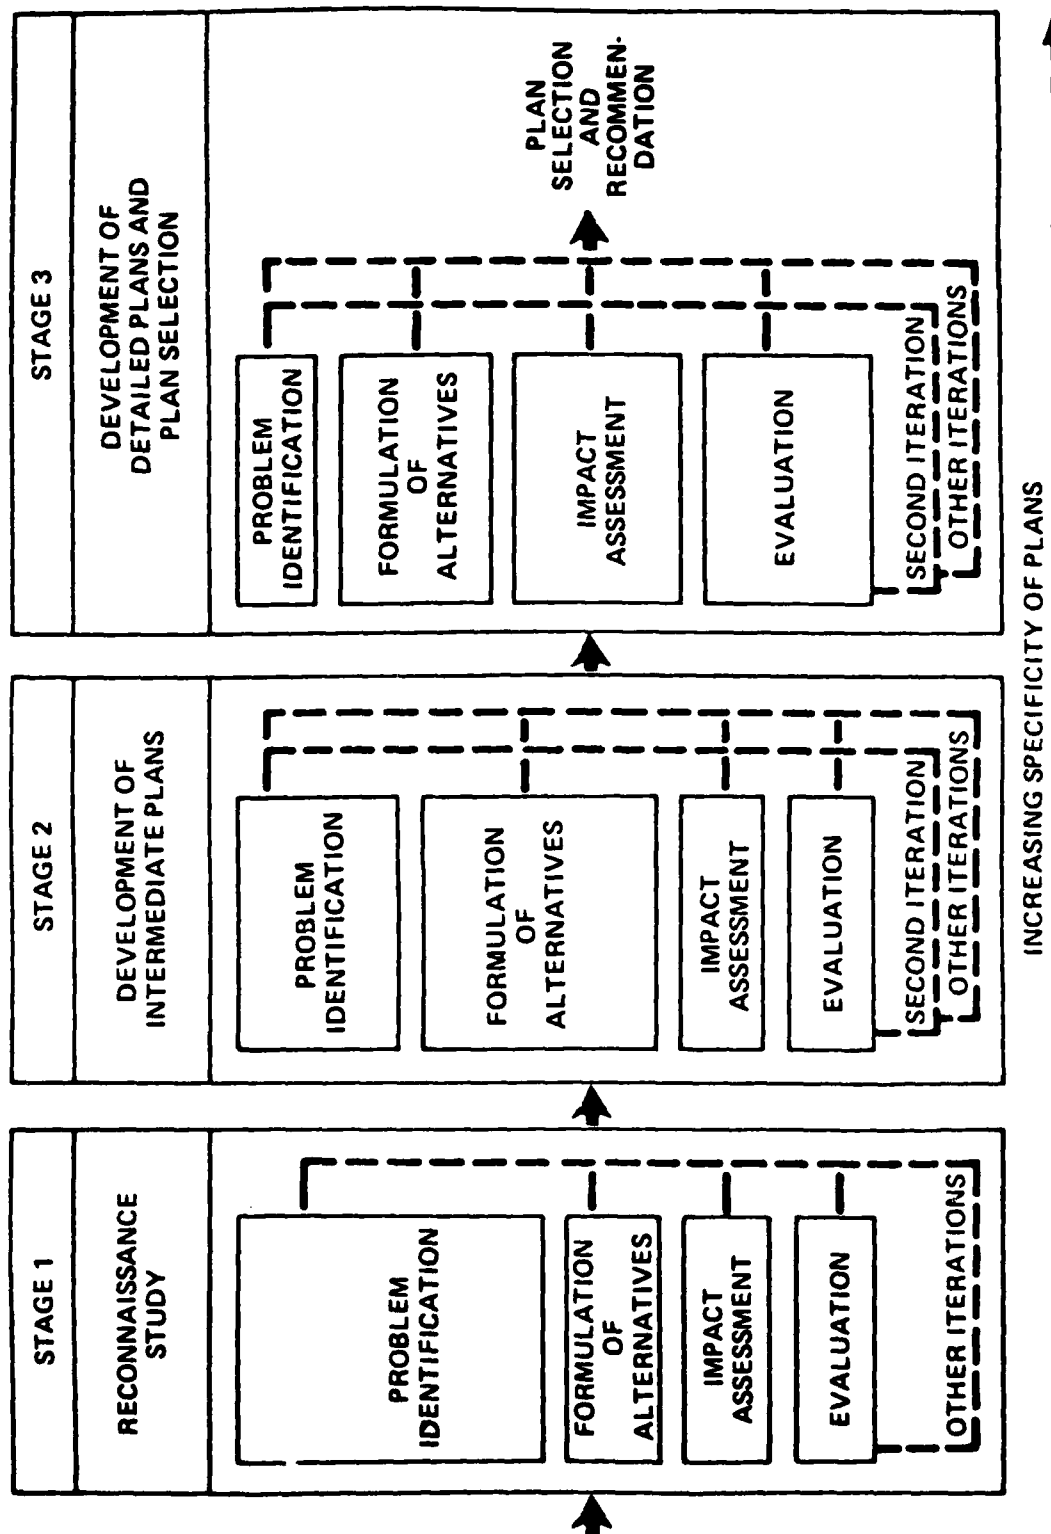 STAGE 1
RECONNAISSANCE
STUDY
PROBLEM
IDENTIFICATION
FORMULATION
OF
ALTERNATIVES
IMPACT
ASSESSMENT
EVALUATION
OTHER ITERATIONS
STAGE 2
DEVELOPMENT OF
INTERMEDIATE PLANS
PROBLEM
IDENTIFICATION
FORMULATION
OF
ALTERNATIVES
IMPACT
ASSESSMENT
EVALUATION
SECOND ITERATION
OTHER ITERATIONS
STAGE 3
DEVELOPMENT OF
DETAILED PLANS AND
PLAN SELECTION
PROBLEM
IDENTIFICATION
FORMULATION
OF
ALTERNATIVES
IMPACT
ASSESSMENT
EVALUATION
SECOND ITERATION
OTHER ITERATIONS
PLAN
SELECTION
AND
RECOMMEN-
DATION
INCREASING SPECIFICITY OF PLANS